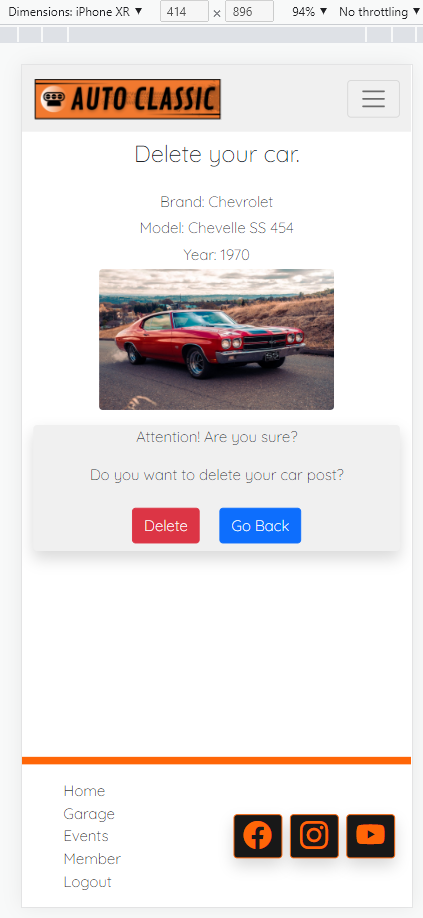 Dimensions: iPhone XR ▼ 414 × 896 94% ▼ No throttling ▼
AUTO CLASSIC
Delete your car.
Brand: Chevrolet
Model: Chevelle SS 454
Year: 1970
Attention! Are you sure?
Do you want to delete your car post?
Delete Go Back
Home
Garage
Events
Member
Logout